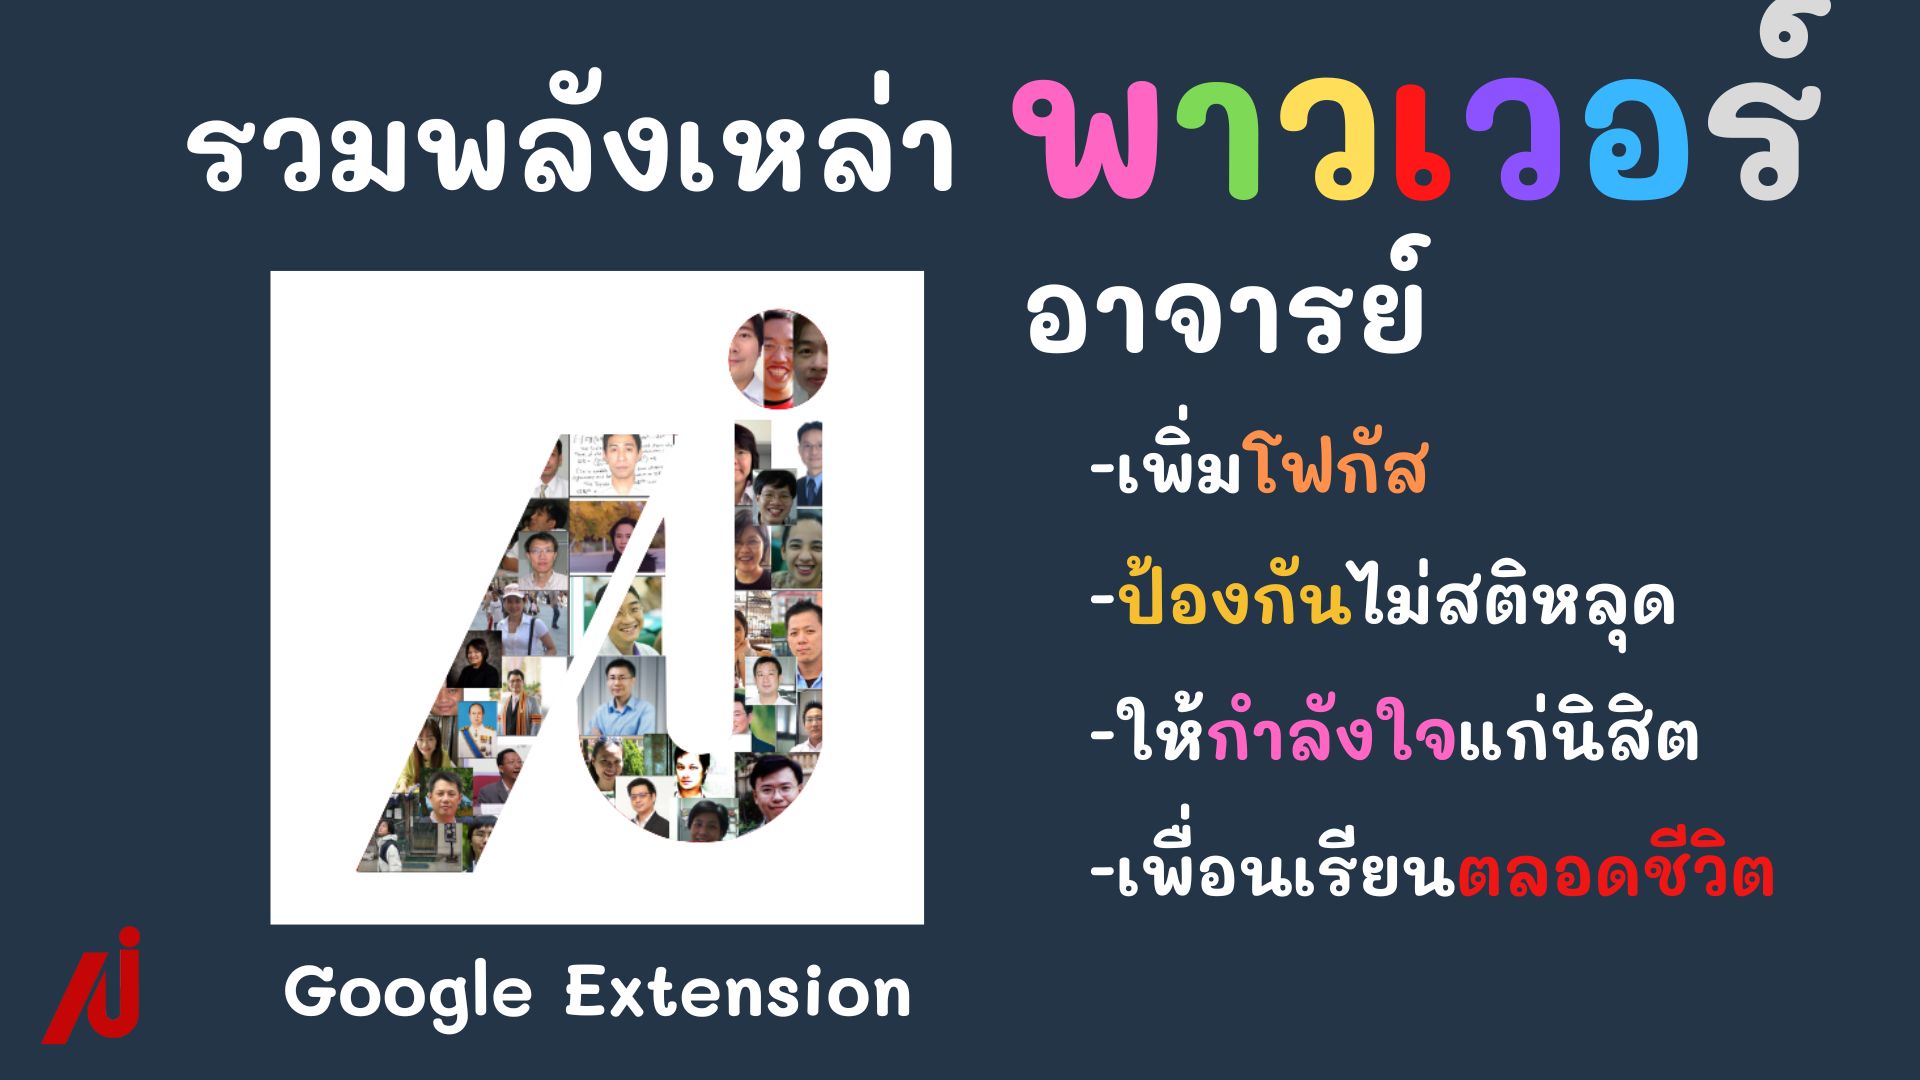 รวมพลังเหล่า พาวเวอร์
อาจารย์
-เพิ่มโฟกัส
-ป้องกันไม่สติหลุด
-ให้กำลังใจแก่นิสิต
-เพื่อนเรียนตลอดชีวิต
Google Extension